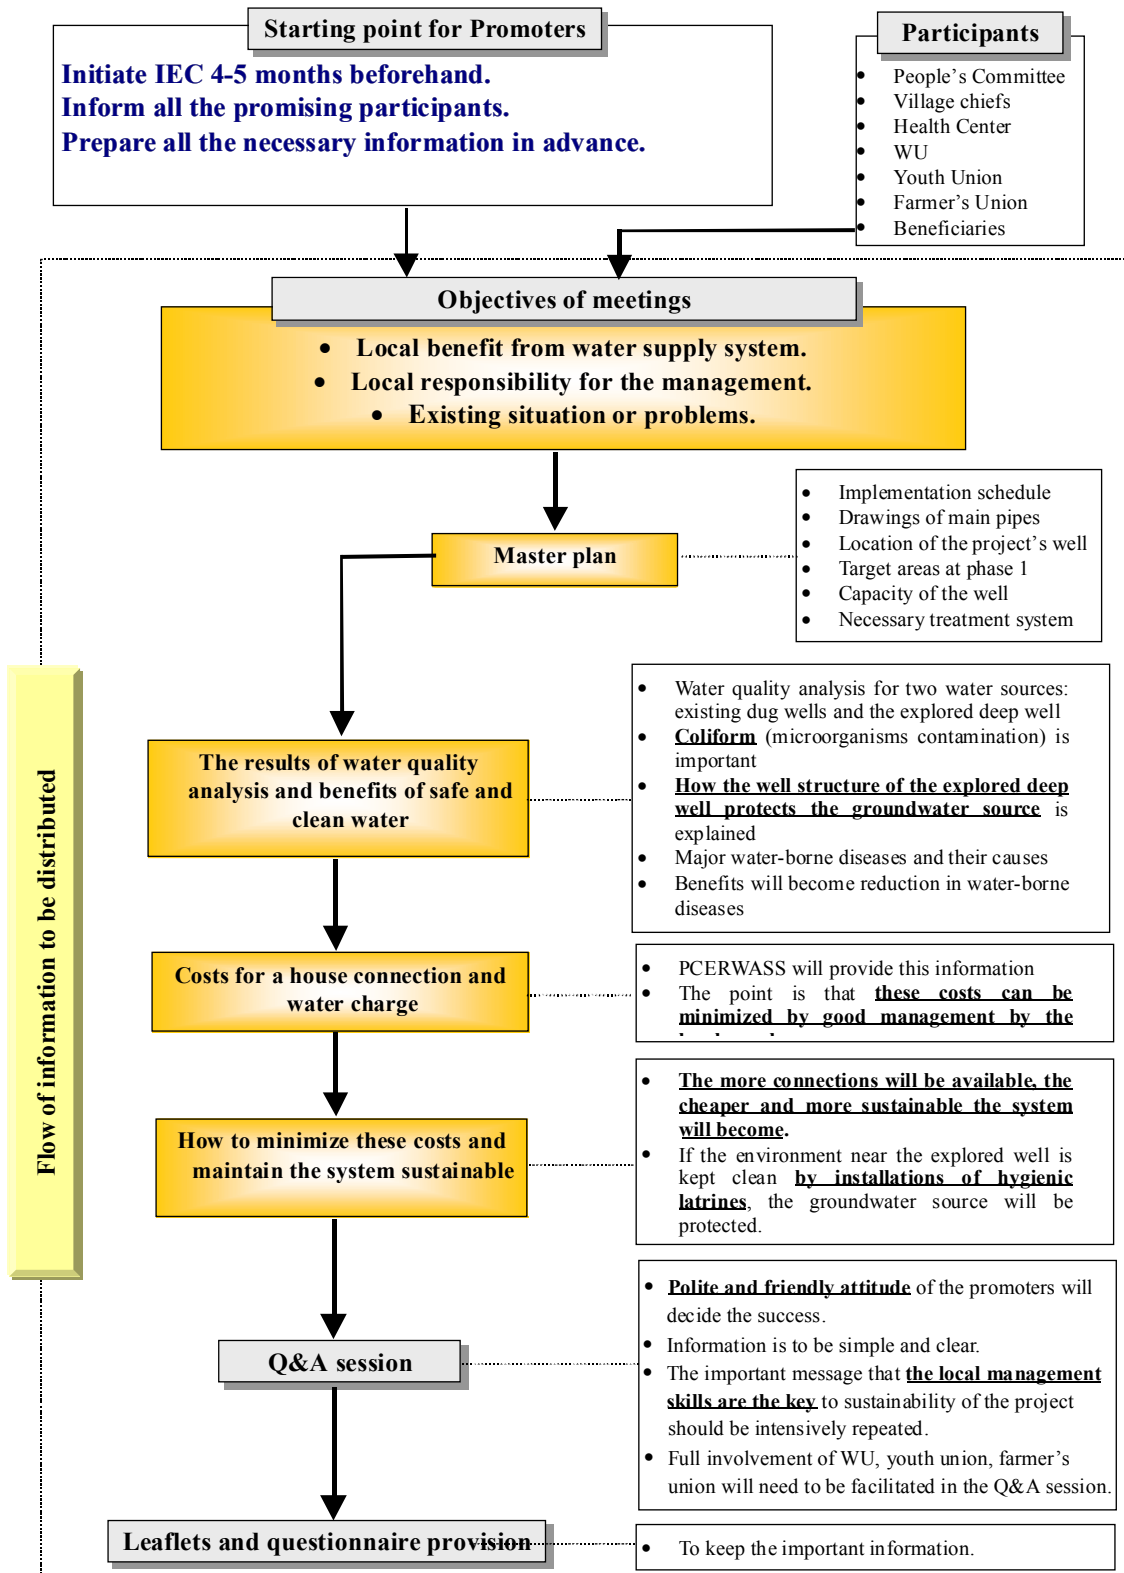 Starting point for Promoters
Initiate IEC 4-5 months beforehand.
Inform all the promising participants.
Prepare all the necessary information in advance.
Participants
• People’s Committee
• Village chiefs
• Health Center
• WU
• Youth Union
• Farmer’s Union
• Beneficiaries
Objectives of meetings
• Local benefit from water supply system.
• Local responsibility for the management.
• Existing situation or problems.
Master plan
• Implementation schedule
• Drawings of main pipes
• Location of the project’s well
• Target areas at phase 1
• Capacity of the well
• Necessary treatment system
Flow of information to be distributed
The results of water quality
analysis and benefits of safe and
clean water
• Water quality analysis for two water sources:
existing dug wells and the explored deep well
• Coliform (microorganisms contamination) is
important
• How the well structure of the explored deep
well protects the groundwater source is
explained
• Major water-borne diseases and their causes
• Benefits will become reduction in water-borne
diseases
Costs for a house connection and
water charge
• PCERWASS will provide this information
• The point is that these costs can be
minimized by good management by the
How to minimize these costs and
maintain the system sustainable
• The more connections will be available, the
cheaper and more sustainable the system
will become.
• If the environment near the explored well is
kept clean by installations of hygienic
latrines, the groundwater source will be
protected.
Q&A session
• Polite and friendly attitude of the promoters will
decide the success.
• Information is to be simple and clear.
• The important message that the local management
skills are the key to sustainability of the project
should be intensively repeated.
• Full involvement of WU, youth union, farmer’s
union will need to be facilitated in the Q&A session.
Leaflets and questionnaire provision
• To keep the important information.